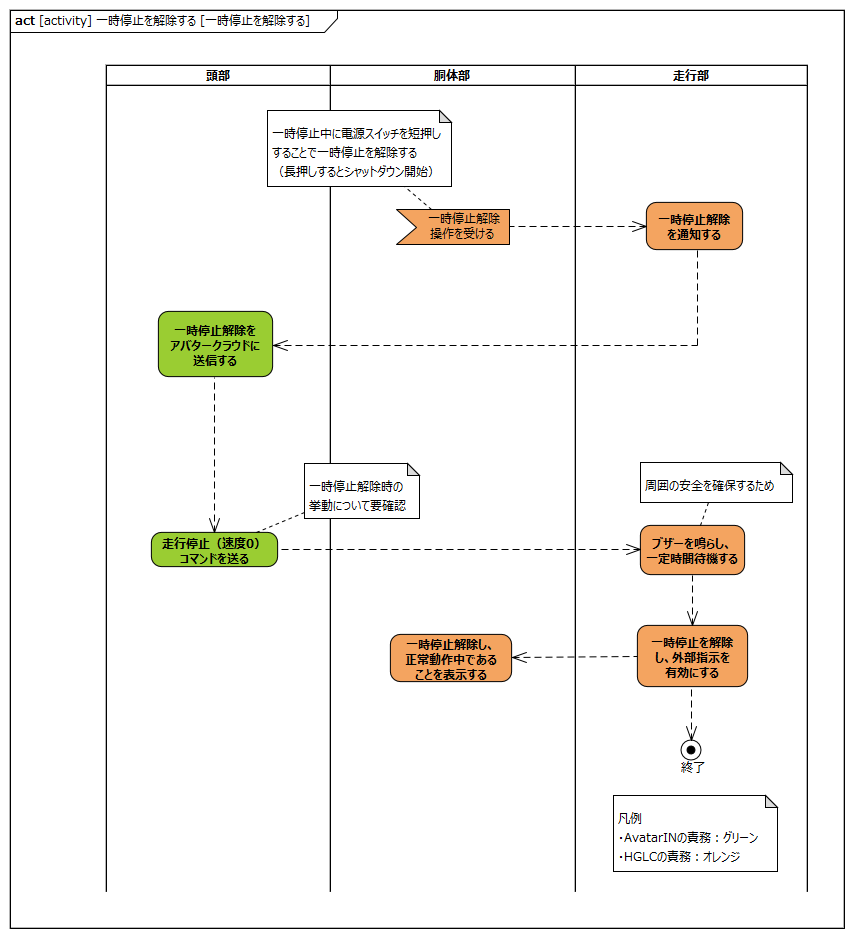 act [activity] 一時停止を解除する [一時停止を解除する]
頭部
胴体部
走行部
一時停止中に電源スイッチを短押し
することで一時停止を解除する
（長押しするとシャットダウン開始）
一時停止解除
操作を受ける
一時停止解除
を通知する
一時停止解除を
アバタークラウドに
送信する
一時停止解除時の
挙動について要確認
周囲の安全を確保するため
走行停止（速度0）
コマンドを送る
ブザーを鳴らし、
一定時間待機する
一時停止解除し、
正常動作中である
ことを表示する
一時停止を解除
し、外部指示を
有効にする
終了
凡例
・AvatarINの責務：グリーン
・HGLCの責務：オレンジ